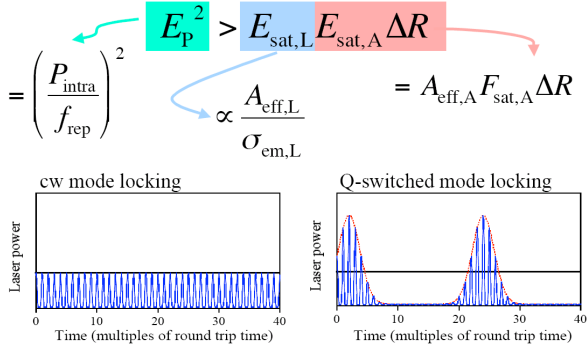 E_P^2 > E_sat,L E_sat,A ΔR
= (P_intra / f_rep)^2
∝ A_eff,L / σ_em,L
= A_eff,A F_sat,A ΔR
cw mode locking
Laser power
0 10 20 30 40
Time (multiples of round trip time)
Q-switched mode locking
Laser power
0 10 20 30 40
Time (multiples of round trip time)